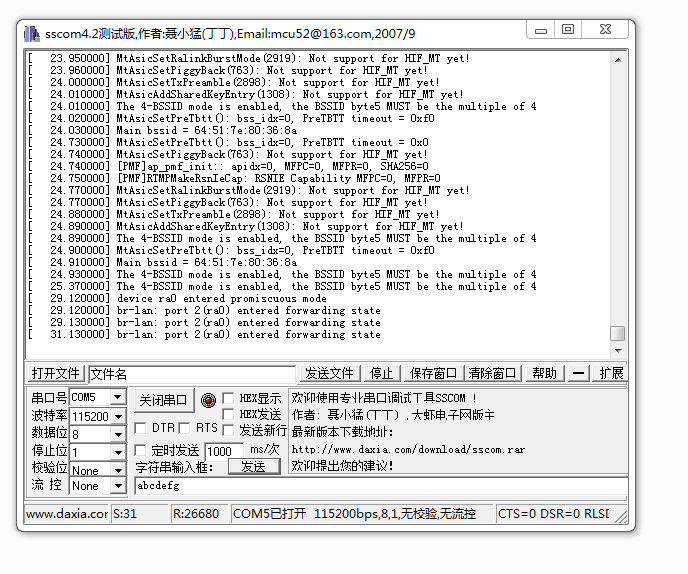 sscom4.2测试版,作者:聂小猛(丁丁),Email:mcu52@163.com,2007/9
[   23.950000] MtAsicSetRalinkBurstMode(2919): Not support for HIF_MT yet!
[   23.960000] MtAsicSetPiggyBack(763): Not support for HIF_MT yet!
[   24.000000] MtAsicSetTxPreamble(2898): Not support for HIF_MT yet!
[   24.010000] MtAsicAddSharedKeyEntry(1308): Not support for HIF_MT yet!
[   24.010000] The 4-BSSID mode is enabled, the BSSID byte5 MUST be the multiple of 4
[   24.020000] MtAsicSetPreTbtt(): bss_idx=0, PreTBTT timeout = 0xf0
[   24.030000] Main bssid = 64:51:7e:80:36:8a
[   24.730000] MtAsicSetPreTbtt(): bss_idx=0, PreTBTT timeout = 0x0
[   24.740000] MtAsicSetPiggyBack(763): Not support for HIF_MT yet!
[   24.740000] [PMF]ap_pmf_init:: apidx=0, MFPC=0, MFPR=0, SHA256=0
[   24.750000] [PMF]RTMPMakeRsnIeCap: RSNIE Capability MFPC=0, MFPR=0
[   24.770000] MtAsicSetRalinkBurstMode(2919): Not support for HIF_MT yet!
[   24.770000] MtAsicSetPiggyBack(763): Not support for HIF_MT yet!
[   24.880000] MtAsicSetTxPreamble(2898): Not support for HIF_MT yet!
[   24.890000] MtAsicAddSharedKeyEntry(1308): Not support for HIF_MT yet!
[   24.890000] The 4-BSSID mode is enabled, the BSSID byte5 MUST be the multiple of 4
[   24.900000] MtAsicSetPreTbtt(): bss_idx=0, PreTBTT timeout = 0xf0
[   24.910000] Main bssid = 64:51:7e:80:36:8a
[   24.930000] The 4-BSSID mode is enabled, the BSSID byte5 MUST be the multiple of 4
[   25.370000] The 4-BSSID mode is enabled, the BSSID byte5 MUST be the multiple of 4
[   29.120000] device ra0 entered promiscuous mode
[   29.120000] br-lan: port 2(ra0) entered forwarding state
[   29.130000] br-lan: port 2(ra0) entered forwarding state
[   31.130000] br-lan: port 2(ra0) entered forwarding state
打开文件 文件名 发送文件 停止 保存窗口 清除窗口 帮助 — 扩展
串口号 COM5 关闭串口 HEX显示
波特率 115200 HEX发送
数据位 8 DTR RTS 发送新行
停止位 1 定时发送 1000 ms/次
校验位 None 字符串输入框: 发送
流 控 None abcdefg
欢迎使用专业串口调试工具SSCOM !
作者: 聂小猛(丁丁),大虾电子网版主
最新版本下载地址:
http://www.daxia.com/download/sscom.rar
欢迎提出您的建议!
www.daxia.cor S:31 R:26680 COM5已打开 115200bps,8,1,无校验,无流控 CTS=0 DSR=0 RLSD